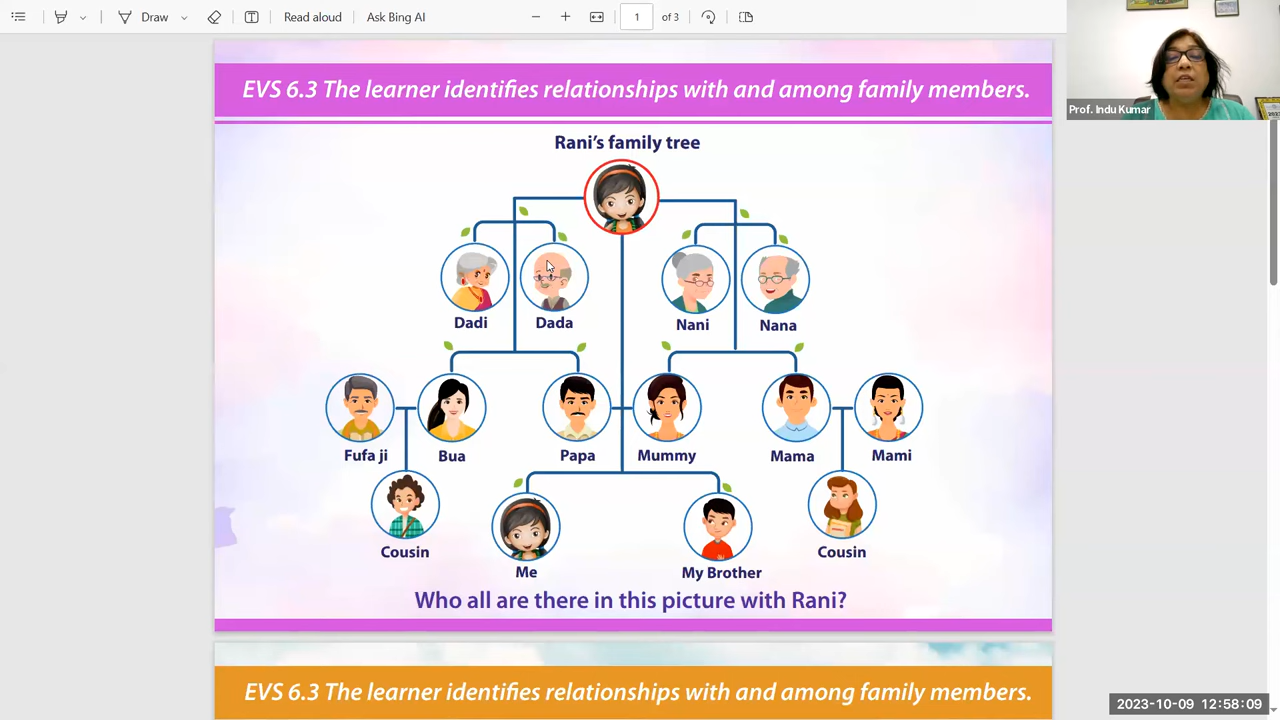 Draw
Read aloud
Ask Bing AI
1
of 3
Prof. Indu Kumar
EVS 6.3 The learner identifies relationships with and among family members.
Rani's family tree
Dadi
Dada
Nani
Nana
Fufa ji
Bua
Papa
Mummy
Mama
Mami
Cousin
Me
My Brother
Cousin
Who all are there in this picture with Rani?
EVS 6.3 The learner identifies relationships with and among family members.
2023-10-09 12:58:09